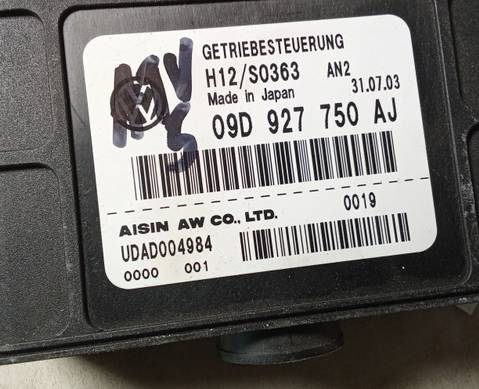 GETRIEBESTEUERUNG
H12/S0363 AN2
Made in Japan 31.07.03
09D 927 750 AJ
AISIN AW CO., LTD. 0019
UDAD004984
0000 001